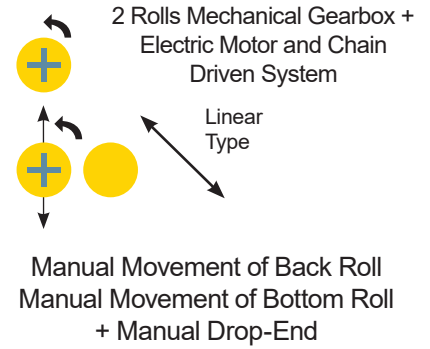 2 Rolls Mechanical Gearbox +
Electric Motor and Chain
Driven System
Linear
Type
Manual Movement of Back Roll
Manual Movement of Bottom Roll
+ Manual Drop-End